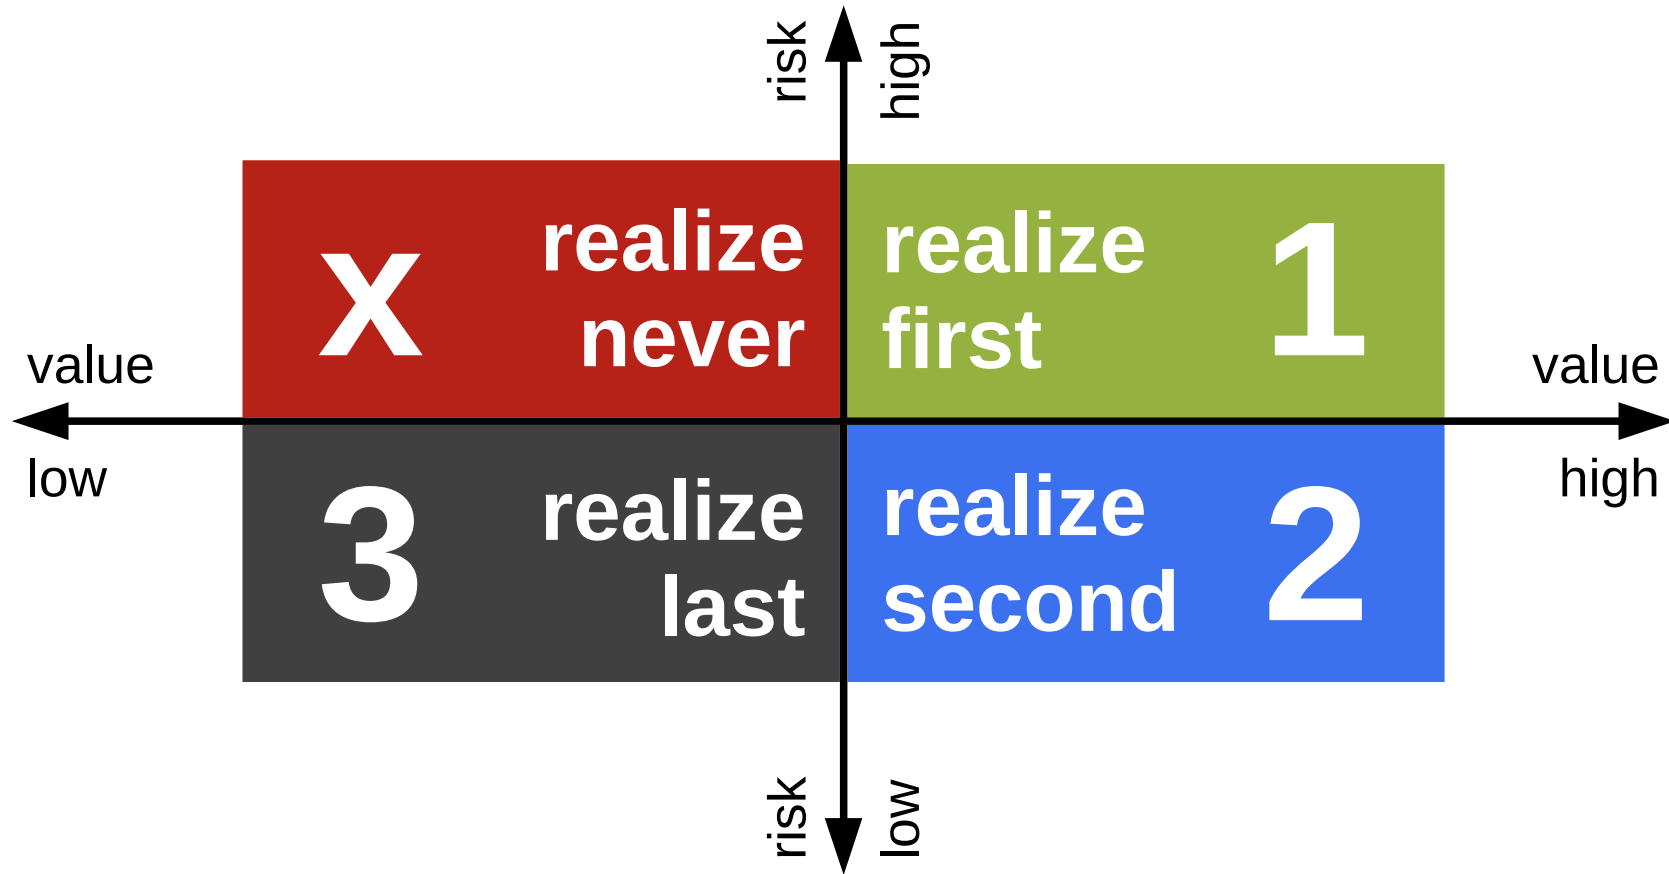 risk
high
x
realize
never
realize
first
1
value
low
value
high
3
realize
last
realize
second
2
risk
low